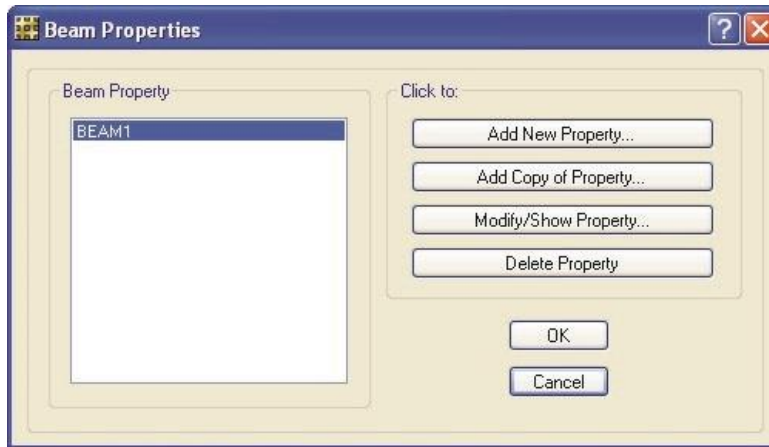 Beam Properties
Beam Property
BEAM1
Click to:
Add New Property...
Add Copy of Property...
Modify/Show Property...
Delete Property
OK
Cancel